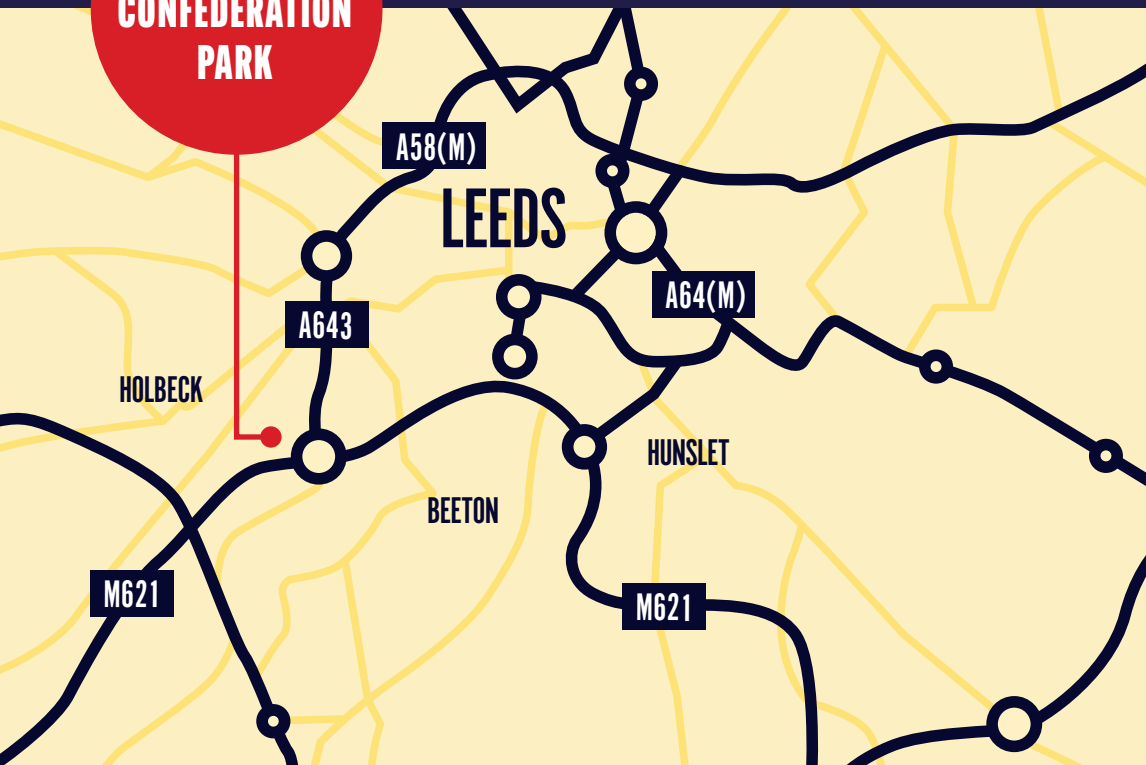 CONFEDERATION
PARK
A58(M)
LEEDS
A64(M)
A643
HOLBECK
HUNSLET
BEETON
M621
M621